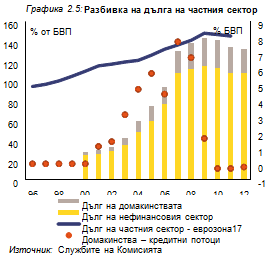 Графика 2.5: Разбивка на дълга на частния сектор
% от БВП
% БВП
160
140
120
100
80
60
40
20
0
9
8
7
6
5
4
3
2
1
0
-1
96 98 00 02 04 06 08 10 12
Дълг на домакинствата
Дълг на нефинансовия сектор
Дълг на частния сектор - еврозона17
Домакинства – кредитни потоци
Източник: Службите на Комисията